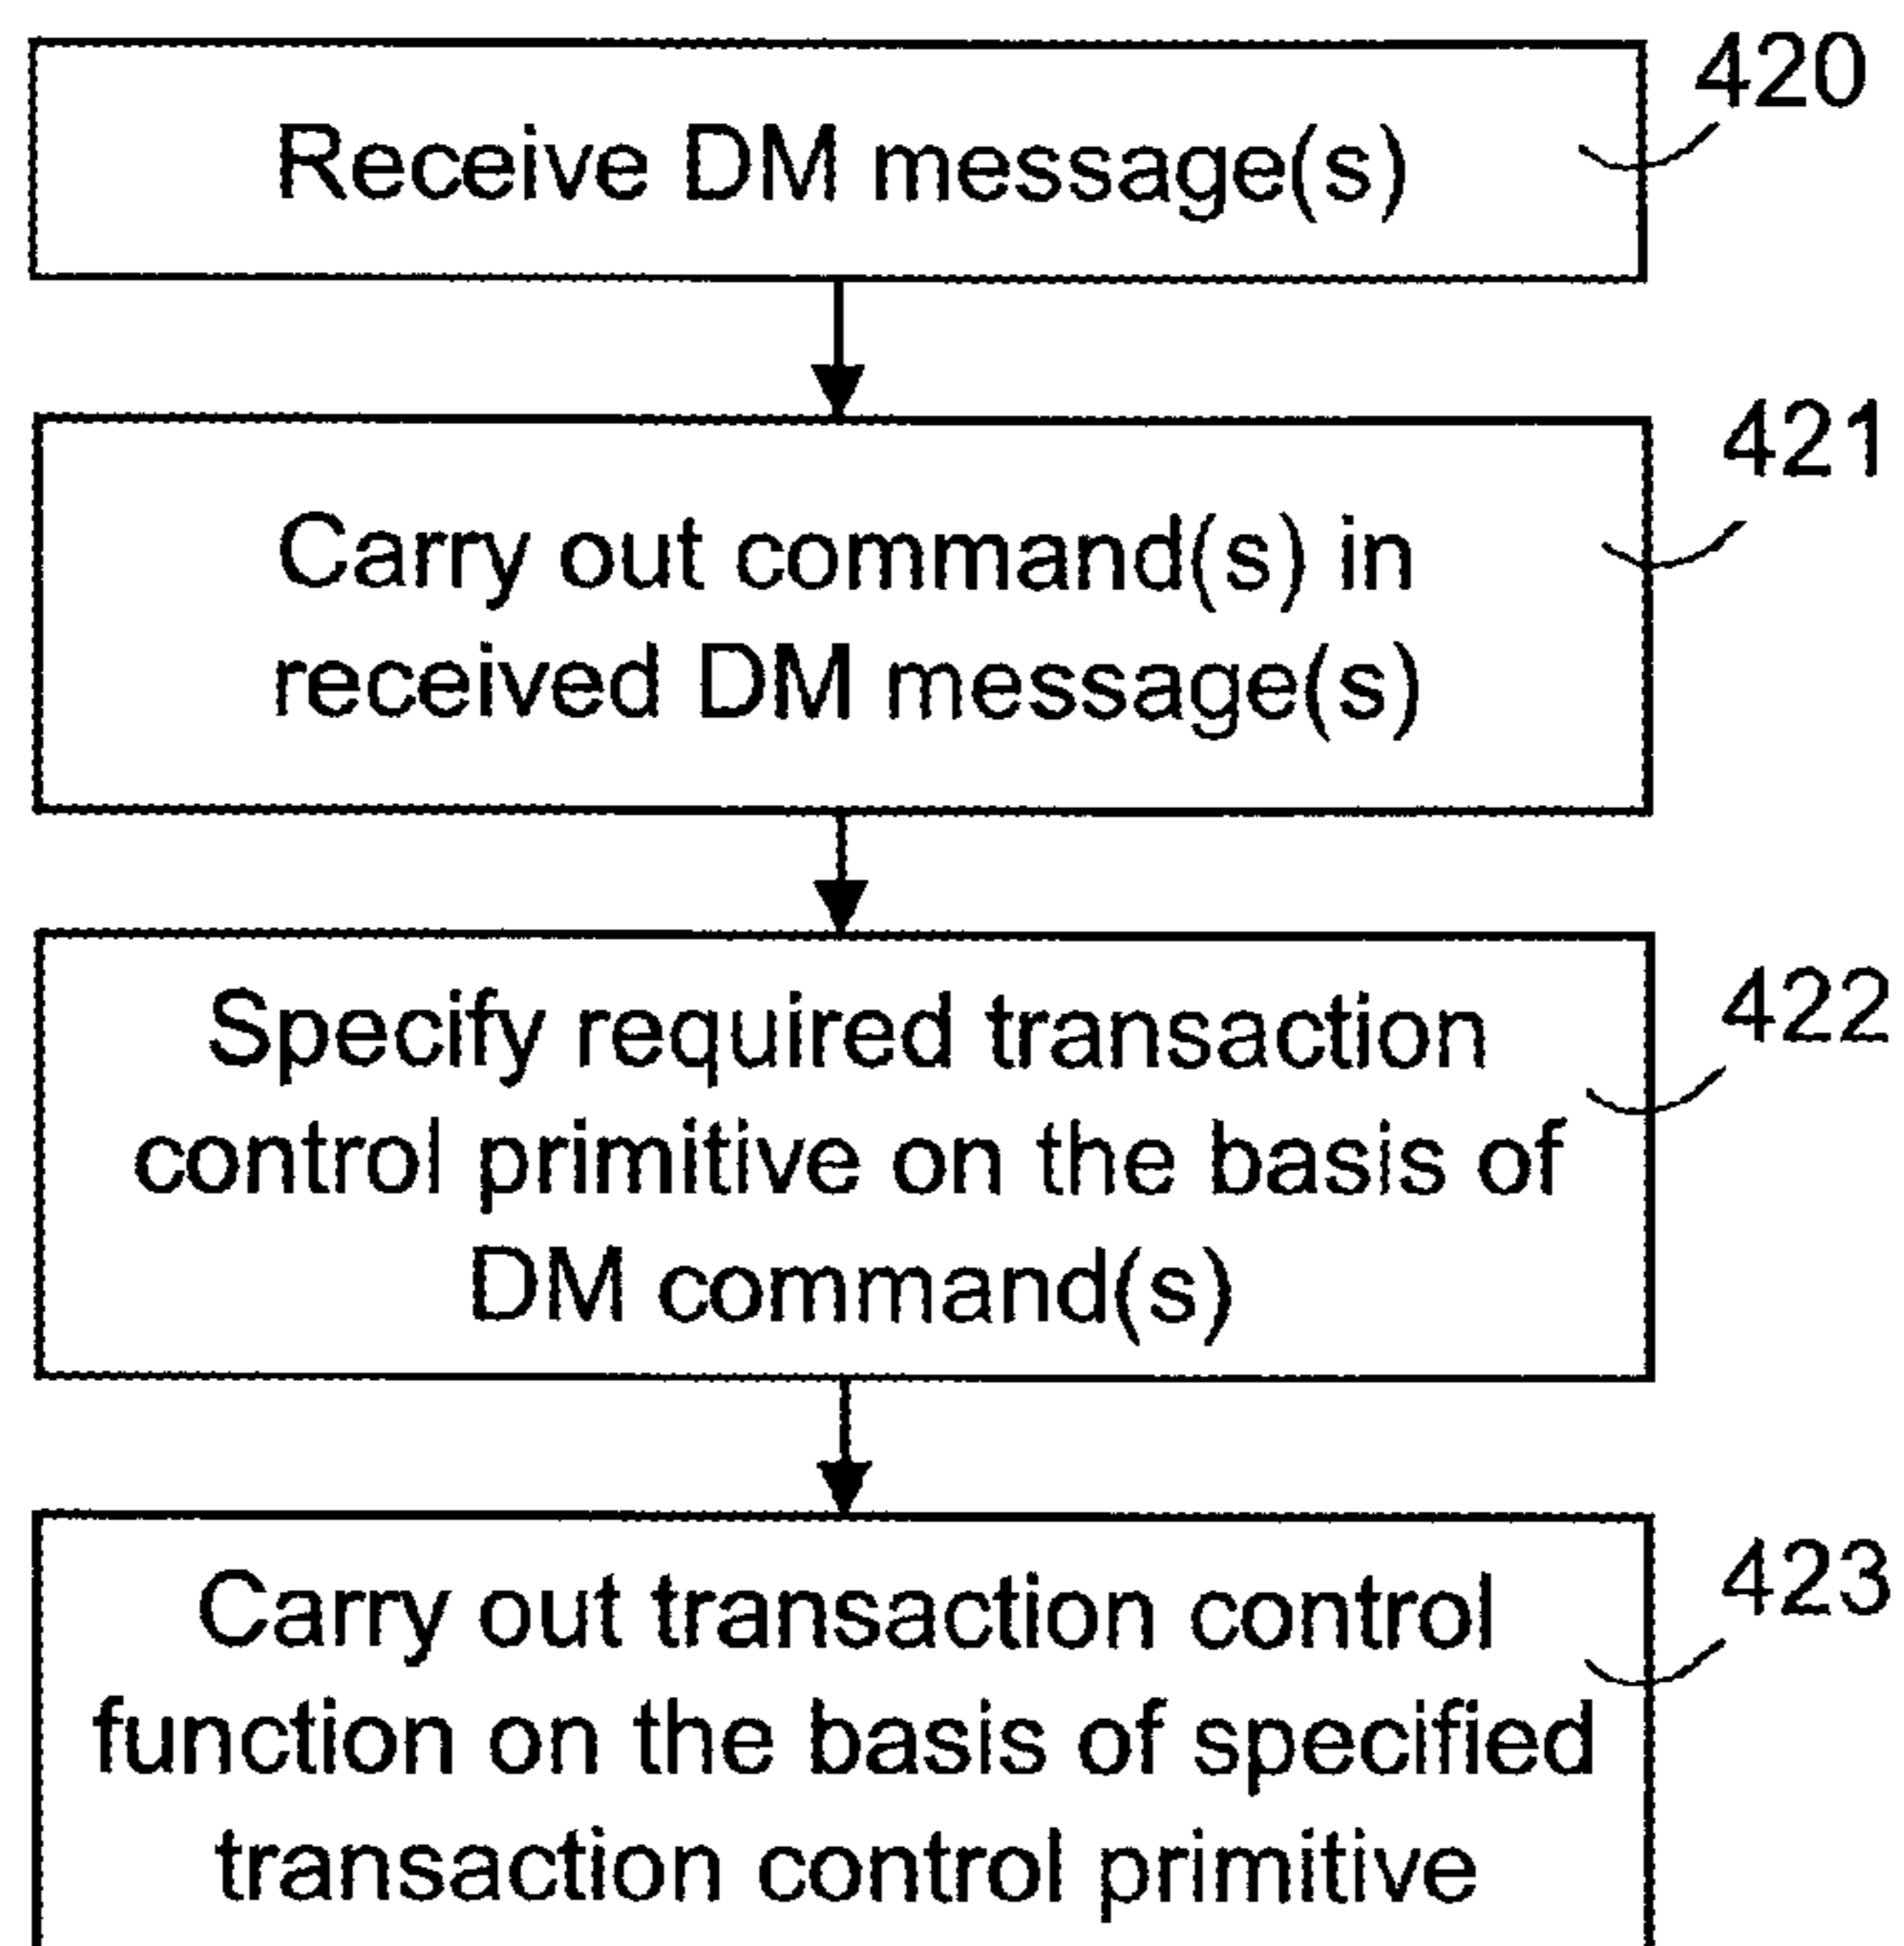 420
Receive DM message(s)
421
Carry out command(s) in
received DM message(s)
422
Specify required transaction
control primitive on the basis of
DM command(s)
423
Carry out transaction control
function on the basis of specified
transaction control primitive